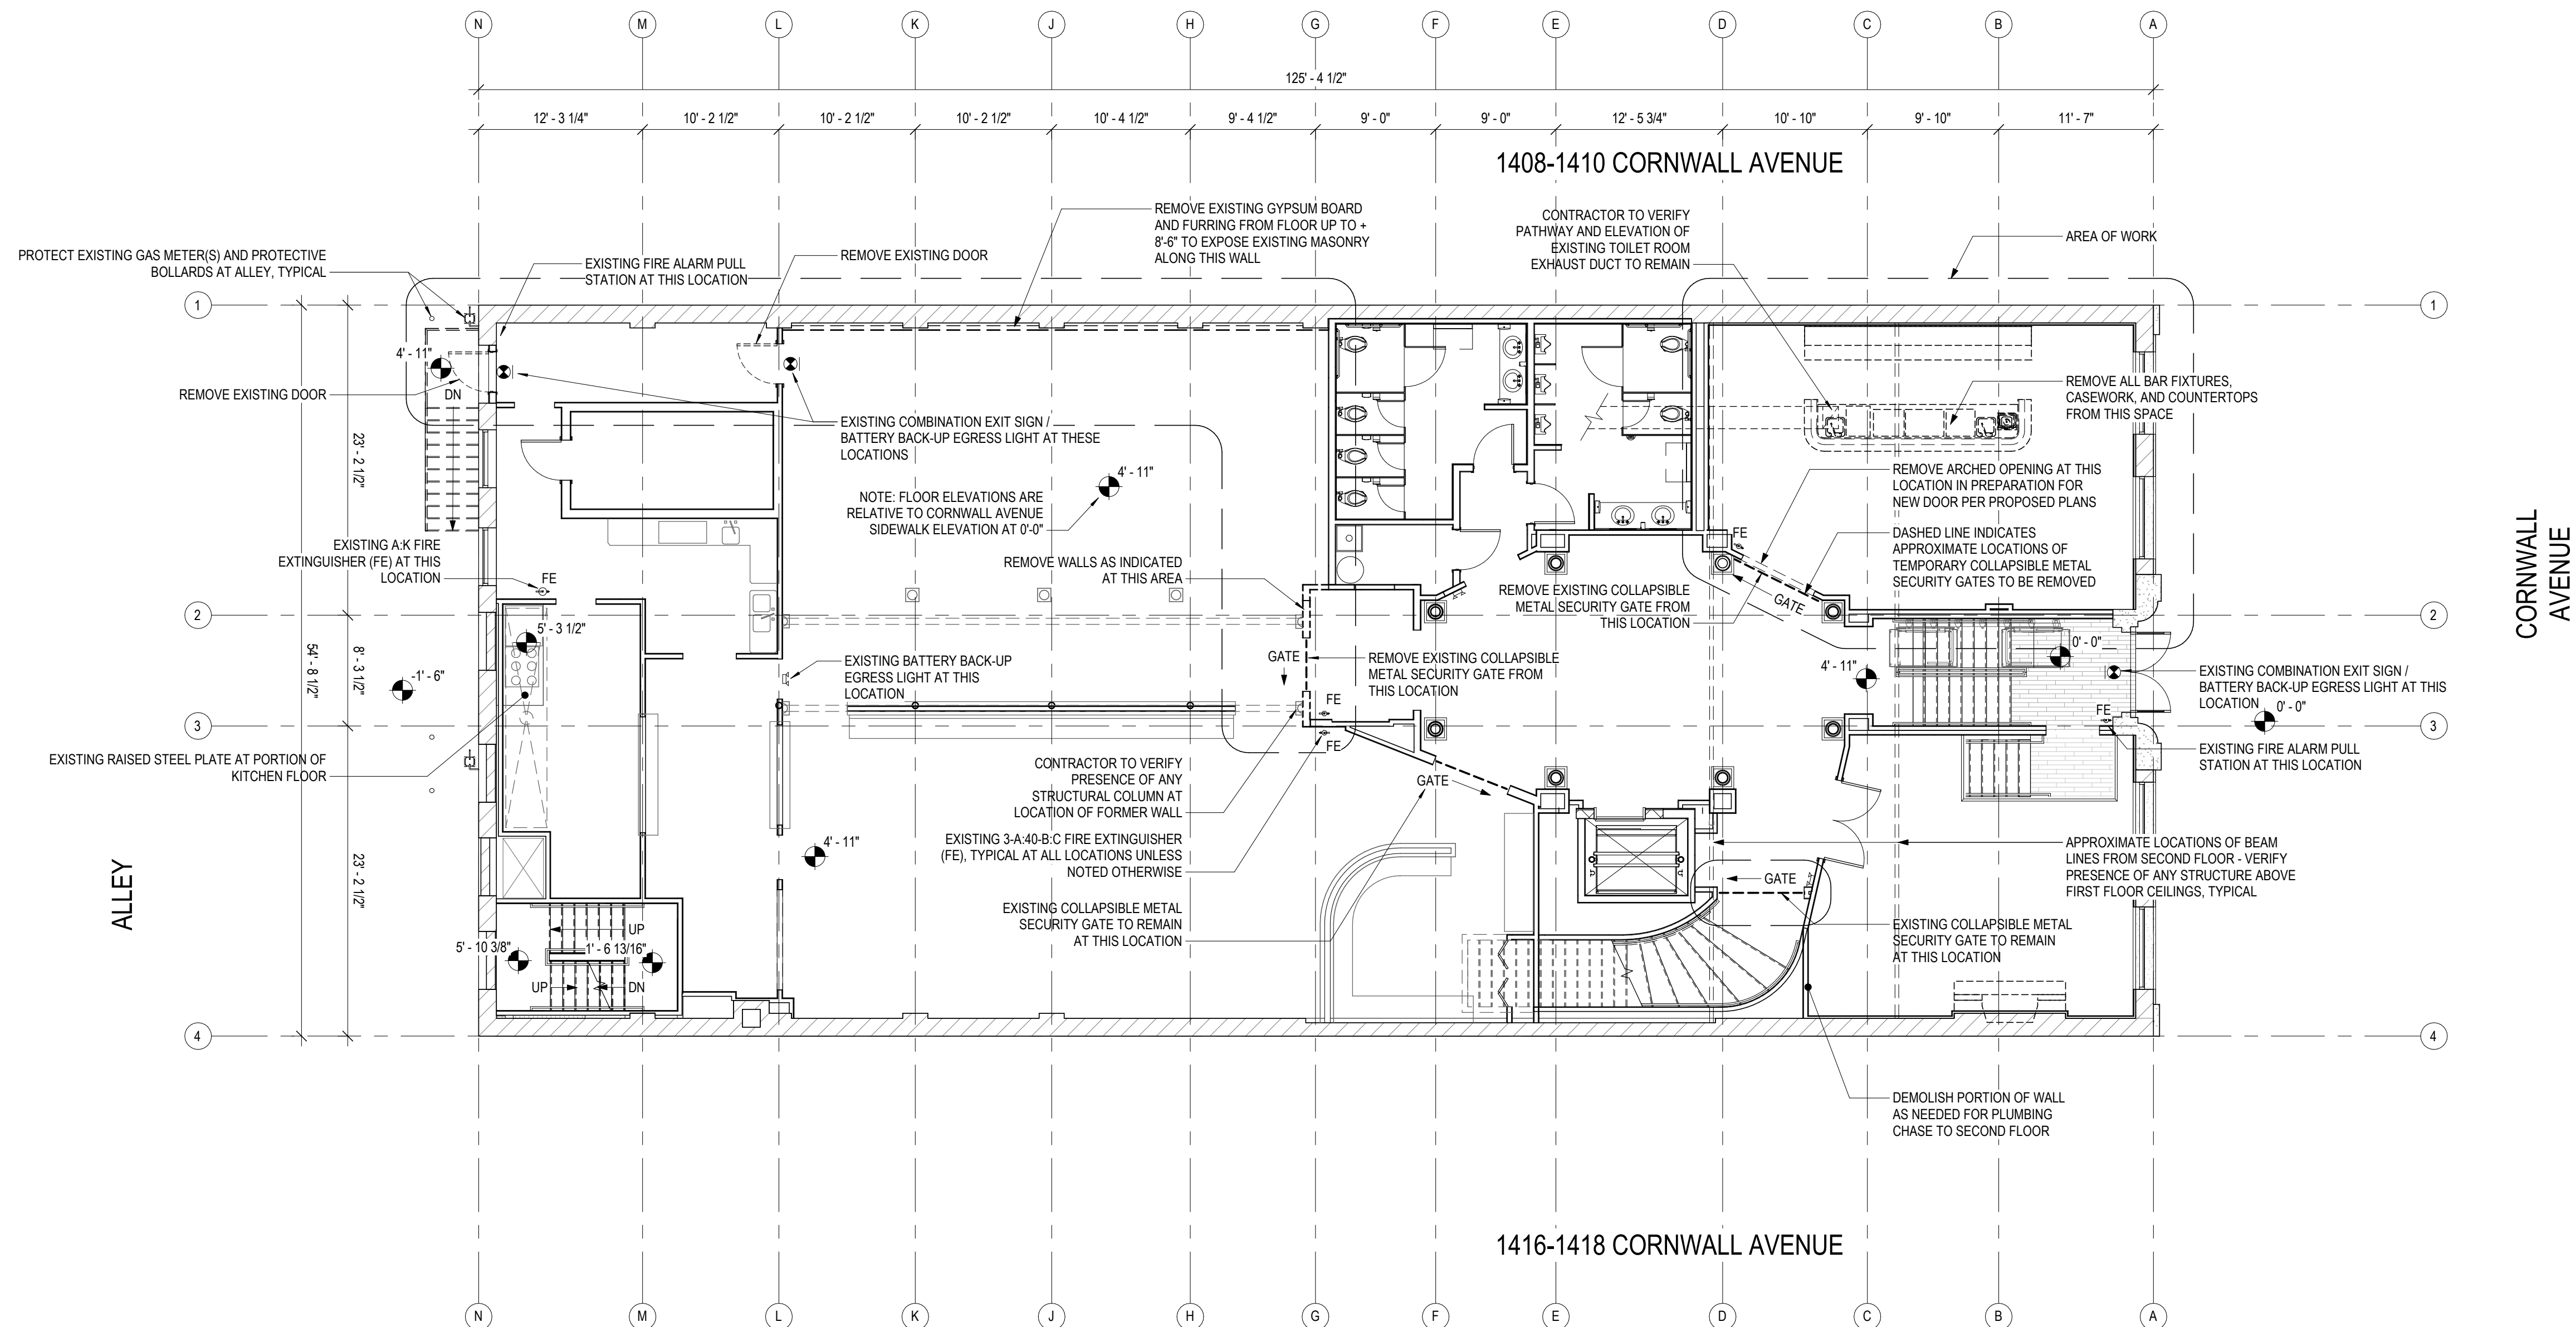 N
M
L
K
J
H
G
F
E
D
C
B
A
125' - 4 1/2"
12' - 3 1/4"
10' - 2 1/2"
10' - 2 1/2"
10' - 2 1/2"
10' - 4 1/2"
9' - 4 1/2"
9' - 0"
9' - 0"
12' - 5 3/4"
10' - 10"
9' - 10"
11' - 7"
1408-1410 CORNWALL AVENUE
PROTECT EXISTING GAS METER(S) AND PROTECTIVE
BOLLARDS AT ALLEY, TYPICAL
EXISTING FIRE ALARM PULL
STATION AT THIS LOCATION
REMOVE EXISTING DOOR
REMOVE EXISTING GYPSUM BOARD
AND FURRING FROM FLOOR UP TO +
8'-6" TO EXPOSE EXISTING MASONRY
ALONG THIS WALL
CONTRACTOR TO VERIFY
PATHWAY AND ELEVATION OF
EXISTING TOILET ROOM
EXHAUST DUCT TO REMAIN
AREA OF WORK
1
1
4' - 11"
REMOVE EXISTING DOOR
DN
EXISTING COMBINATION EXIT SIGN /
BATTERY BACK-UP EGRESS LIGHT AT THESE
LOCATIONS
4' - 11"
NOTE: FLOOR ELEVATIONS ARE
RELATIVE TO CORNWALL AVENUE
SIDEWALK ELEVATION AT 0'-0"
REMOVE ALL BAR FIXTURES,
CASEWORK, AND COUNTERTOPS
FROM THIS SPACE
REMOVE ARCHED OPENING AT THIS
LOCATION IN PREPARATION FOR
NEW DOOR PER PROPOSED PLANS
FE
DASHED LINE INDICATES
APPROXIMATE LOCATIONS OF
TEMPORARY COLLAPSIBLE METAL
SECURITY GATES TO BE REMOVED
23' - 2 1/2"
EXISTING A:K FIRE
EXTINGUISHER (FE) AT THIS
LOCATION
FE
REMOVE WALLS AS INDICATED
AT THIS AREA
REMOVE EXISTING COLLAPSIBLE
METAL SECURITY GATE FROM
THIS LOCATION
GATE
CORNWALL
AVENUE
2
2
54' - 8 1/2"
8' - 3 1/2"
5' - 3 1/2"
-1' - 6"
EXISTING BATTERY BACK-UP
EGRESS LIGHT AT THIS
LOCATION
GATE
REMOVE EXISTING COLLAPSIBLE
METAL SECURITY GATE FROM
THIS LOCATION
FE
4' - 11"
0' - 0"
EXISTING COMBINATION EXIT SIGN /
BATTERY BACK-UP EGRESS LIGHT AT THIS
LOCATION
0' - 0"
FE
3
3
FE
EXISTING RAISED STEEL PLATE AT PORTION OF
KITCHEN FLOOR
EXISTING FIRE ALARM PULL
STATION AT THIS LOCATION
CONTRACTOR TO VERIFY
PRESENCE OF ANY
STRUCTURAL COLUMN AT
LOCATION OF FORMER WALL
GATE
4' - 11"
EXISTING 3-A:40-B:C FIRE EXTINGUISHER
(FE), TYPICAL AT ALL LOCATIONS UNLESS
NOTED OTHERWISE
APPROXIMATE LOCATIONS OF BEAM
LINES FROM SECOND FLOOR - VERIFY
PRESENCE OF ANY STRUCTURE ABOVE
FIRST FLOOR CEILINGS, TYPICAL
GATE
23' - 2 1/2"
ALLEY
EXISTING COLLAPSIBLE METAL
SECURITY GATE TO REMAIN
AT THIS LOCATION
EXISTING COLLAPSIBLE METAL
SECURITY GATE TO REMAIN
AT THIS LOCATION
UP
5' - 10 3/8"
1' - 6 13/16"
UP
DN
4
4
DEMOLISH PORTION OF WALL
AS NEEDED FOR PLUMBING
CHASE TO SECOND FLOOR
1416-1418 CORNWALL AVENUE
N
M
L
K
J
H
G
F
E
D
C
B
A